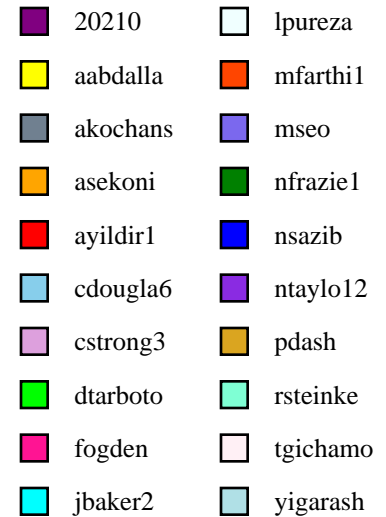 20210
aabdalla
akochans
asekoni
ayildir1
cdougla6
cstrong3
dtarboto
fogden
jbaker2
lpureza
mfarthi1
mseo
nfrazie1
nsazib
ntaylo12
pdash
rsteinke
tgichamo
yigarash